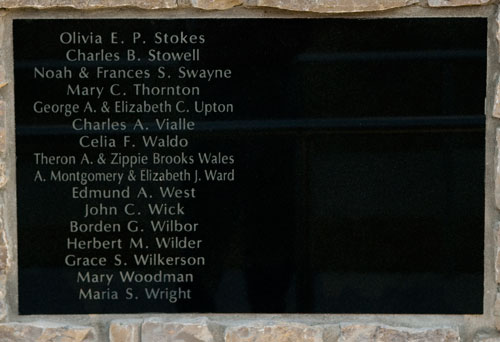 Olivia E. P. Stokes
Charles B. Stowell
Noah & Frances S. Swayne
Mary C. Thornton
George A. & Elizabeth C. Upton
Charles A. Vialle
Celia F. Waldo
Theron A. & Zippie Brooks Wales
A. Montgomery & Elizabeth J. Ward
Edmund A. West
John C. Wick
Borden G. Wilbor
Herbert M. Wilder
Grace S. Wilkerson
Mary Woodman
Maria S. Wright